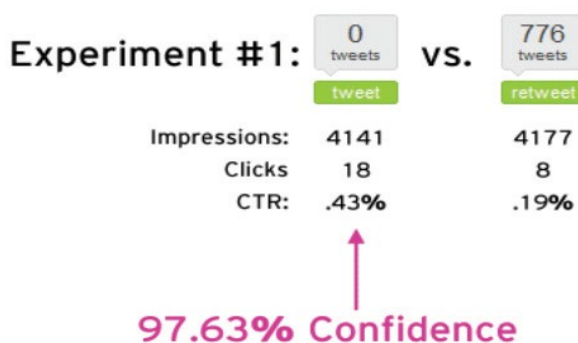 Experiment #1: 0 tweets tweet vs. 776 tweets retweet
Impressions: 4141 4177
Clicks 18 8
CTR: .43% .19%
97.63% Confidence